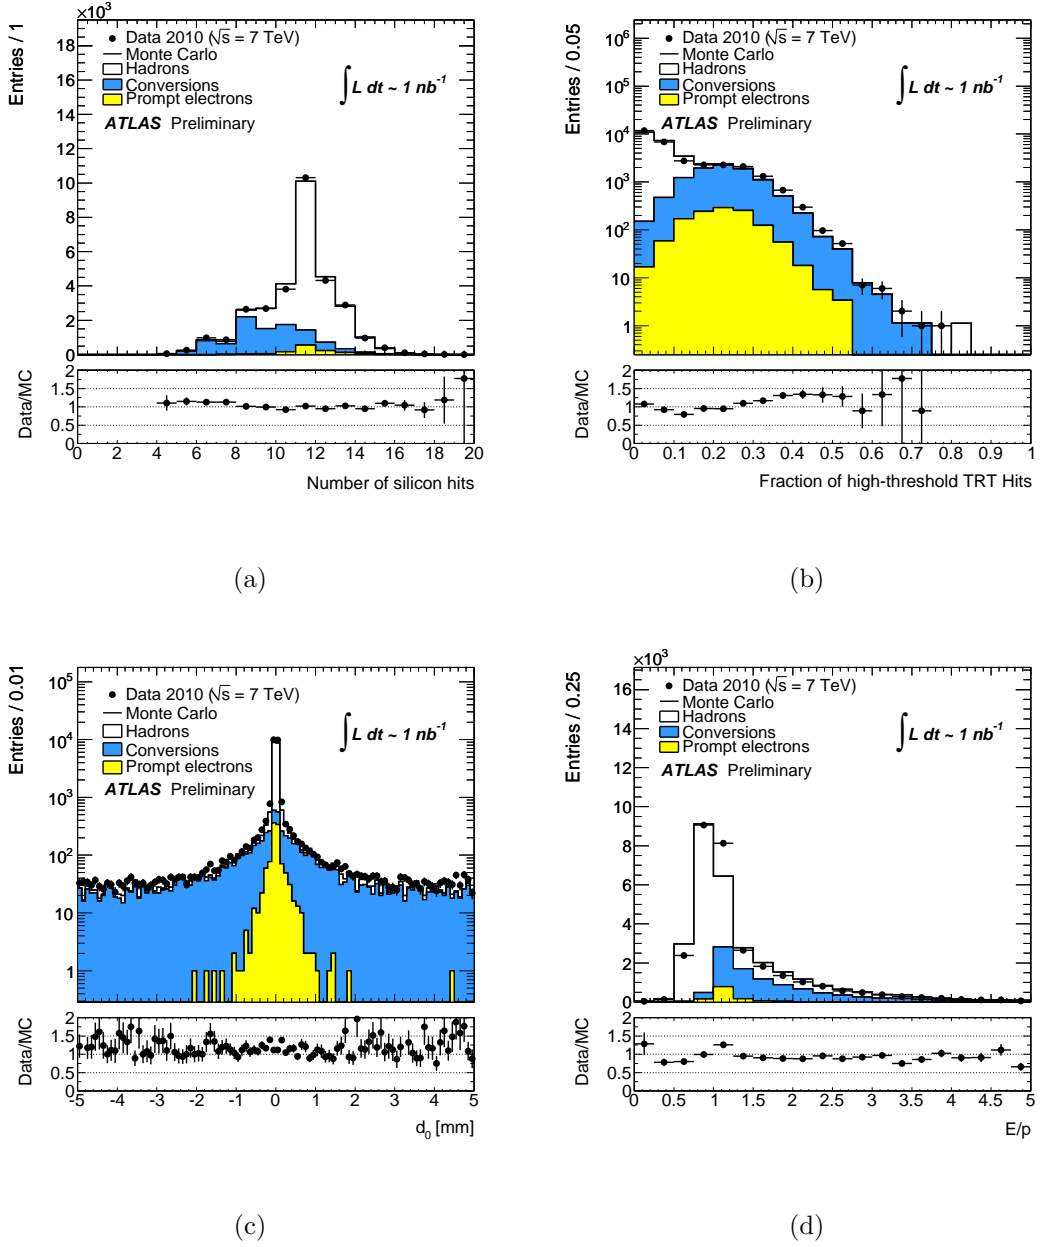 ×10³
Entries / 1
18
16
14
12
10
8
6
4
2
0
Data 2010 (√s = 7 TeV)
Monte Carlo
Hadrons
Conversions
Prompt electrons
∫ L dt ~ 1 nb⁻¹
ATLAS Preliminary
Data/MC
2
1.5
1
0.5
0
0 2 4 6 8 10 12 14 16 18 20
Number of silicon hits
(a)
Entries / 0.05
10⁶
10⁵
10⁴
10³
10²
10
1
Data 2010 (√s = 7 TeV)
Monte Carlo
Hadrons
Conversions
Prompt electrons
∫ L dt ~ 1 nb⁻¹
ATLAS Preliminary
Data/MC
2
1.5
1
0.5
0
0 0.1 0.2 0.3 0.4 0.5 0.6 0.7 0.8 0.9 1
Fraction of high-threshold TRT Hits
(b)
Entries / 0.01
10⁵
10⁴
10³
10²
10
1
Data 2010 (√s = 7 TeV)
Monte Carlo
Hadrons
Conversions
Prompt electrons
∫ L dt ~ 1 nb⁻¹
ATLAS Preliminary
Data/MC
2
1.5
1
0.5
0
-5 -4 -3 -2 -1 0 1 2 3 4 5
d₀ [mm]
(c)
×10³
Entries / 0.25
16
14
12
10
8
6
4
2
0
Data 2010 (√s = 7 TeV)
Monte Carlo
Hadrons
Conversions
Prompt electrons
∫ L dt ~ 1 nb⁻¹
ATLAS Preliminary
Data/MC
2
1.5
1
0.5
0
0 0.5 1 1.5 2 2.5 3 3.5 4 4.5 5
E/p
(d)